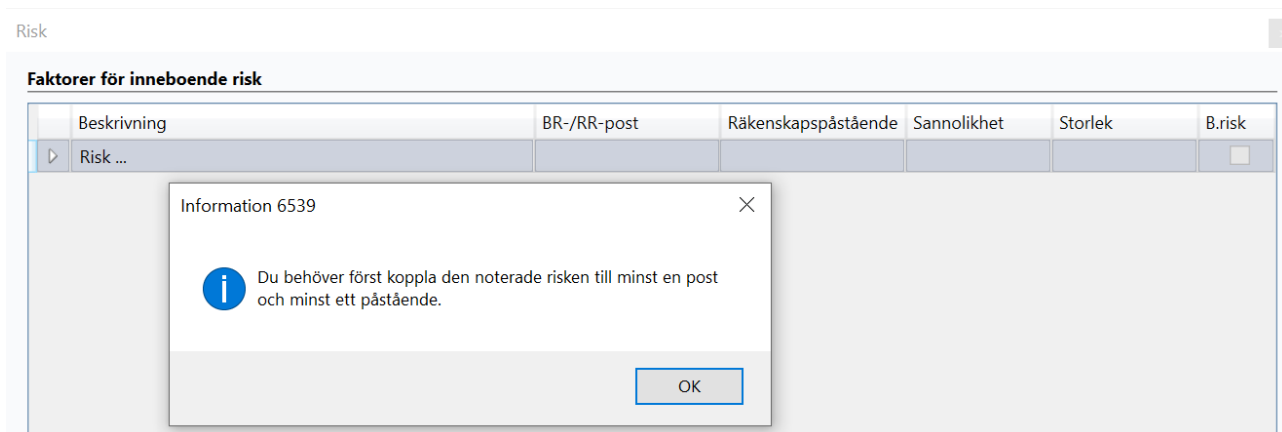 Risk
Faktorer för inneboende risk
Beskrivning BR-/RR-post Räkenskapspåstående Sannolikhet Storlek B.risk
Risk ...
Information 6539
Du behöver först koppla den noterade risken till minst en post
och minst ett påstående.
OK